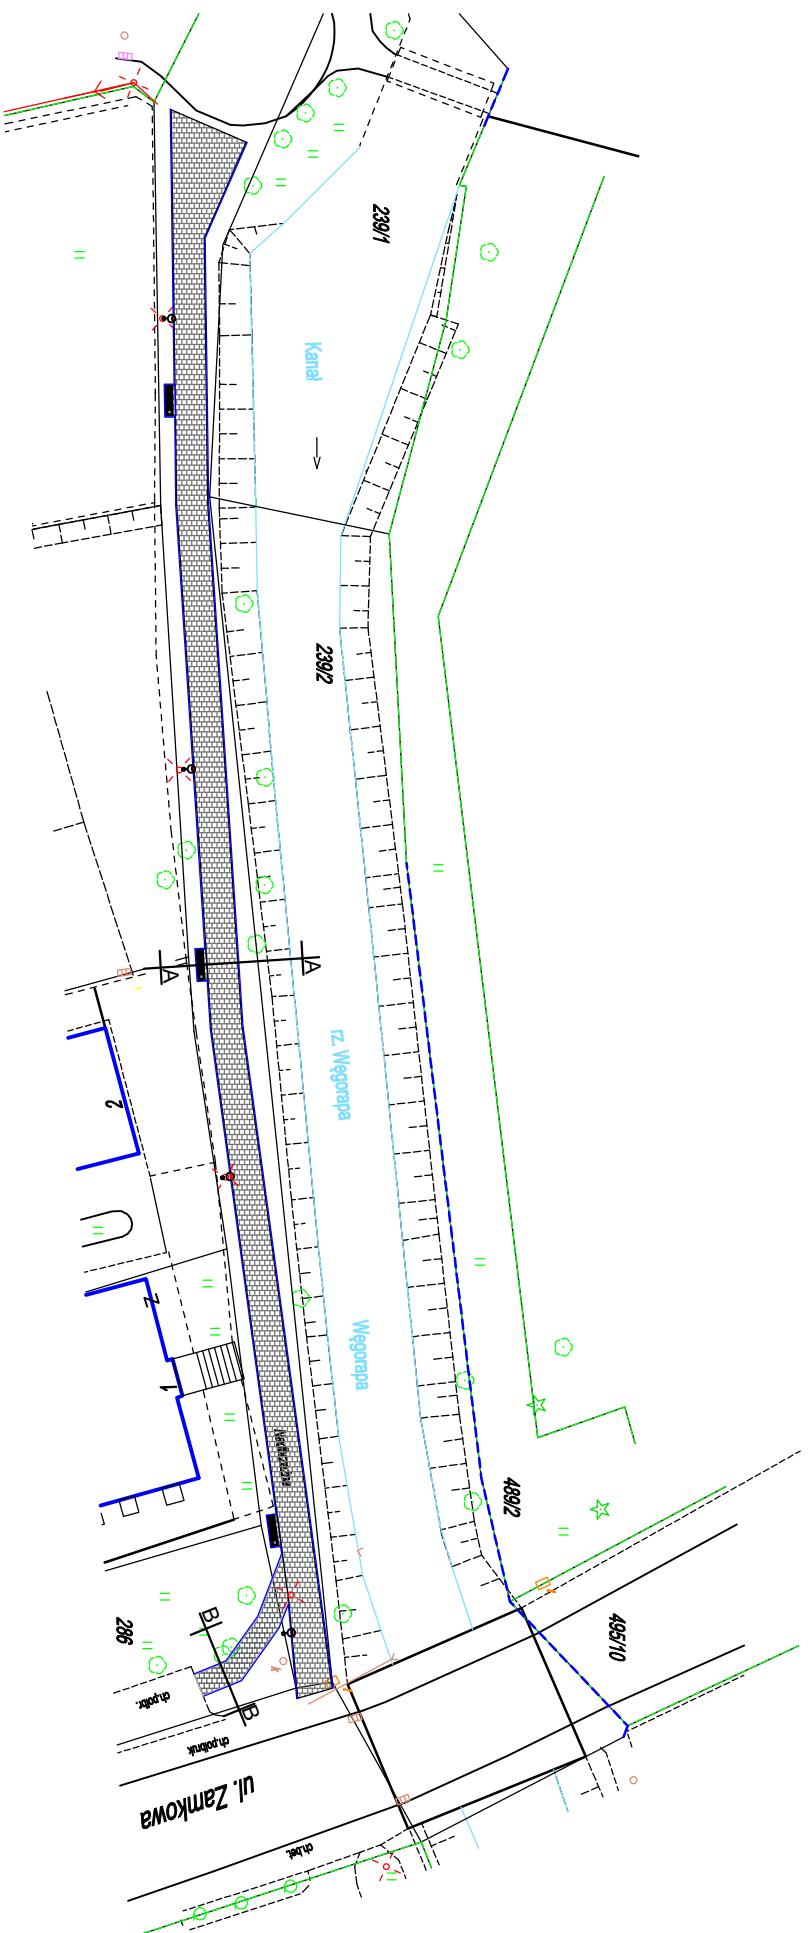 239/1
Kanał
239/2
A
A
rz. Węgorapa
2
2
Węgorapa
1
489/2
286
B
B
495/10
ch.polbr.
ch.polbruk
ul. Zamkowa
ch.bet.